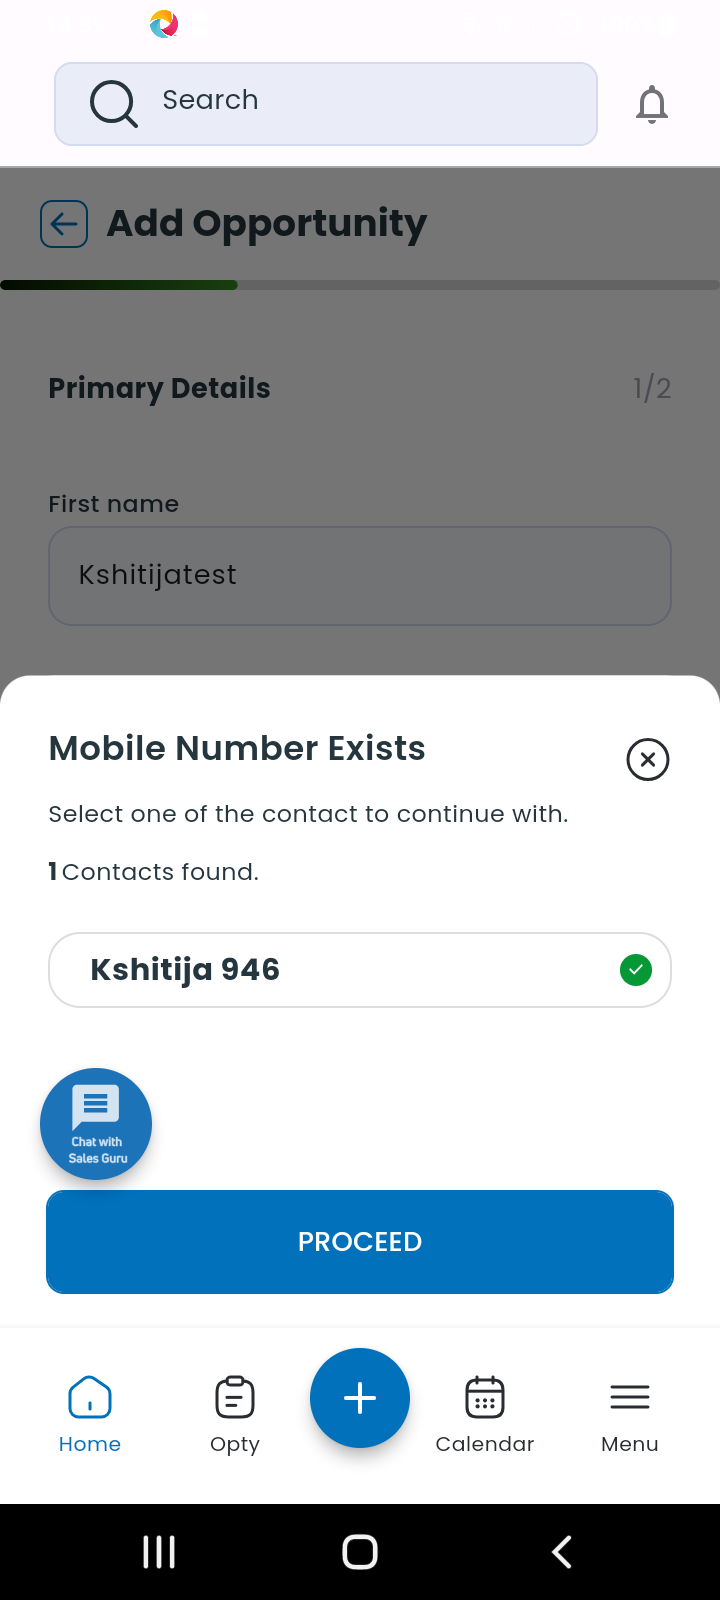 Search
Add Opportunity
Primary Details
1/2
First name
Kshitijatest
Mobile Number Exists
Select one of the contact to continue with.
1 Contacts found.
Kshitija 946
Chat with
Sales Guru
PROCEED
Home
Opty
Calendar
Menu